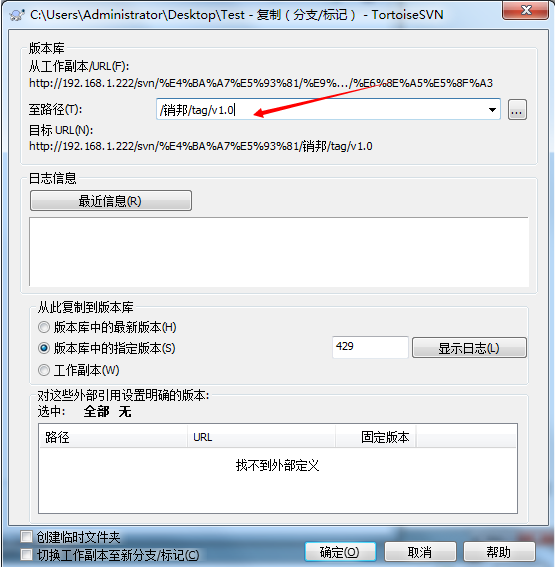 C:\Users\Administrator\Desktop\Test - 复制（分支/标记）- TortoiseSVN
版本库
从工作副本/URL(F):
http://192.168.1.222/svn/%E4%BA%A7%E5%93%81/%E9%.../%E6%8E%A5%E5%8F%A3
至路径(T):
/销邦/tag/v1.0
...
目标 URL(N):
http://192.168.1.222/svn/%E4%BA%A7%E5%93%81/销邦/tag/v1.0
日志信息
最近信息(R)
从此复制到版本库
版本库中的最新版本(H)
版本库中的指定版本(S)
429
显示日志(L)
工作副本(W)
对这些外部引用设置明确的版本:
选中: 全部 无
路径 URL 固定版本
找不到外部定义
创建临时文件夹
切换工作副本至新分支/标记(C)
确定(O) 取消 帮助